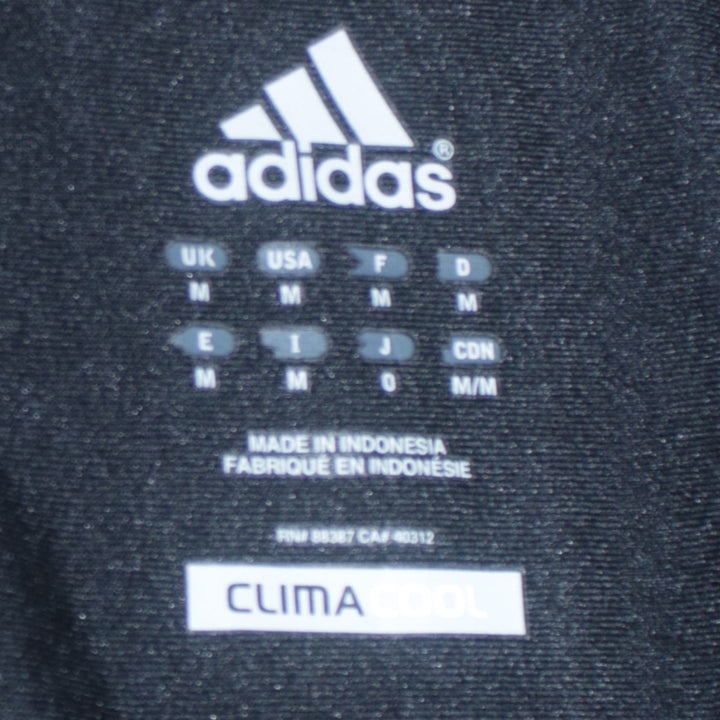 adidas®
UK USA F D
M M M M
E I J CDN
M M O M/M
MADE IN INDONESIA
FABRIQUÉ EN INDONÉSIE
RN# 88387 CA# 40312
CLIMACOOL